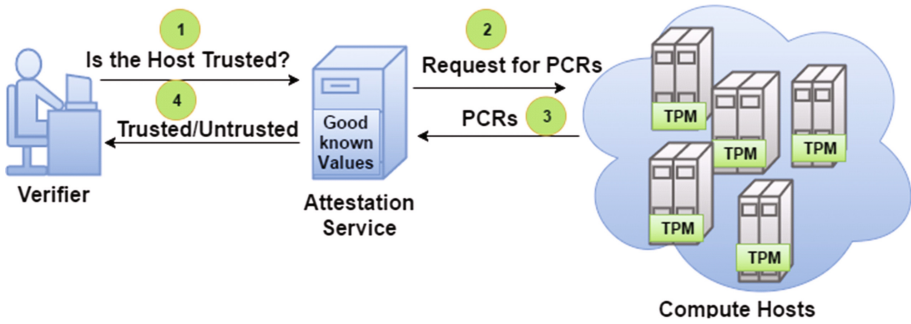 1
Is the Host Trusted?
4
Trusted/Untrusted
Verifier
Good
known
Values
Attestation
Service
2
Request for PCRs
PCRs 3
TPM
TPM
TPM
TPM
TPM
Compute Hosts